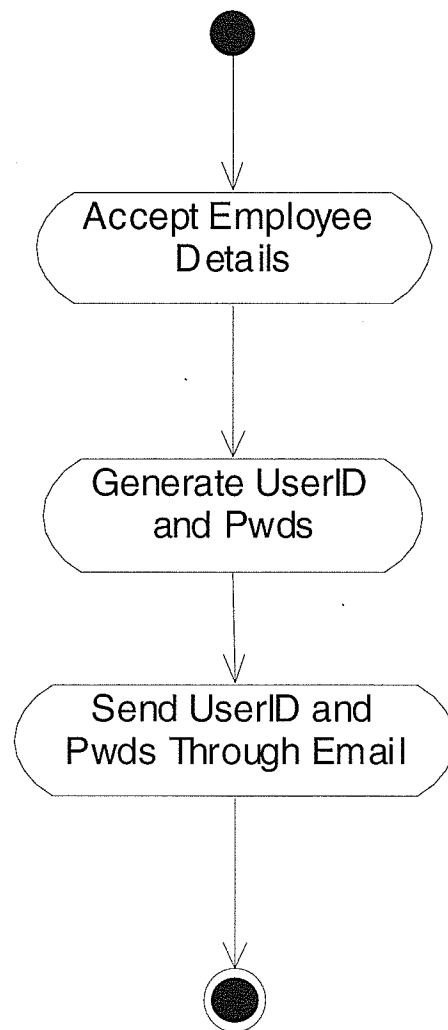 Accept Employee
Details
Generate UserID
and Pwds
Send UserID and
Pwds Through Email